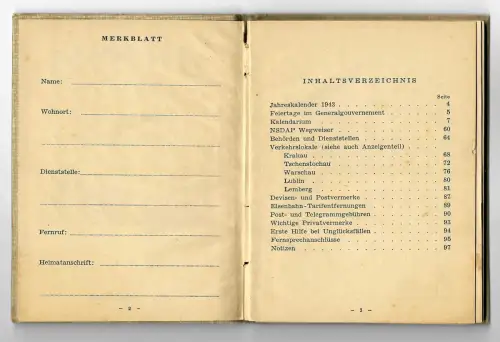 MERKBLATT
Name:
Wohnort:
Dienststelle:
Fernruf:
Heimatanschrift:
INHALTSVERZEICHNIS
Seite
Jahreskalender 1943 . . . . . . . . . . 4
Feiertage im Generalgouvernement . . . . . . 5
Kalendarium . . . . . . . . . . . . 7
NSDAP Wegweiser . . . . . . . . . . 60
Behörden und Dienststellen . . . . . . . . 64
Verkehrslokale (siehe auch Anzeigenteil)
Krakau . . . . . . . . . . . . 68
Tschenstochau . . . . . . . . . . 72
Warschau . . . . . . . . . . . 76
Lublin . . . . . . . . . . . . 80
Lemberg . . . . . . . . . . . 81
Devisen- und Postvermerke . . . . . . . . 87
Eisenbahn-Tarifentfernungen . . . . . . . 89
Post- und Telegrammgebühren . . . . . . . 90
Wichtige Privatvermerke . . . . . . . . . 93
Erste Hilfe bei Unglücksfällen . . . . . . . 94
Fernsprechanschlüsse . . . . . . . . . 95
Notizen . . . . . . . . . . . . . 97